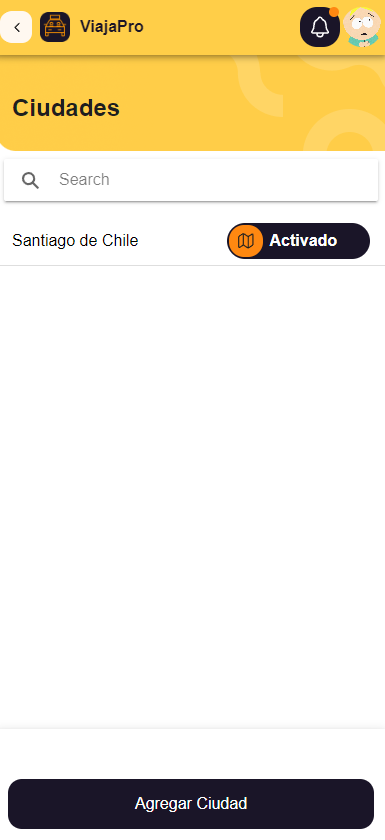 ViajaPro
Ciudades
Search
Santiago de Chile Activado
Agregar Ciudad